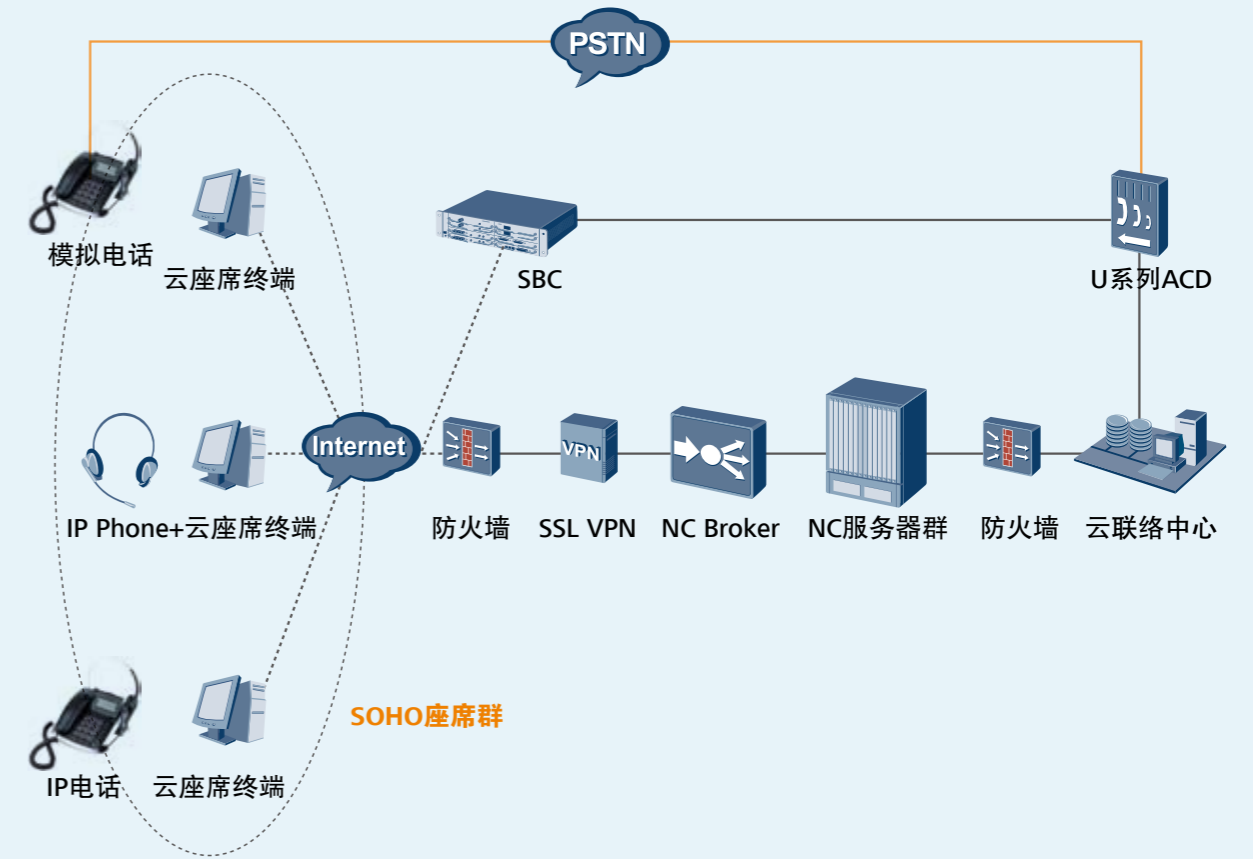 PSTN
模拟电话
云座席终端
SBC
U系列ACD
Internet
VPN
IP Phone+云座席终端
防火墙
SSL VPN
NC Broker
NC服务器群
防火墙
云联络中心
SOHO座席群
IP电话
云座席终端